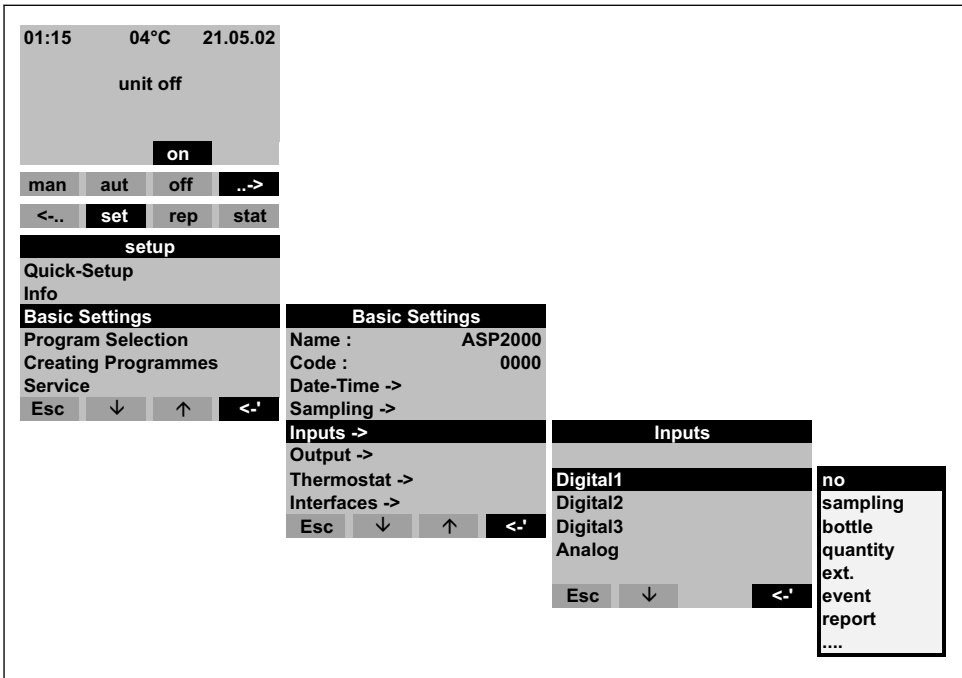 01:15 04°C 21.05.02
unit off
on
man aut off ..->
<-.. set rep stat
setup
Quick-Setup
Info
Basic Settings
Program Selection
Creating Programmes
Service
Esc ↓ ↑ <-'
Basic Settings
Name : ASP2000
Code : 0000
Date-Time ->
Sampling ->
Inputs ->
Output ->
Thermostat ->
Interfaces ->
Esc ↓ ↑ <-'
Inputs
Digital1
Digital2
Digital3
Analog
Esc ↓ <-'
no
sampling
bottle
quantity
ext.
event
report
....